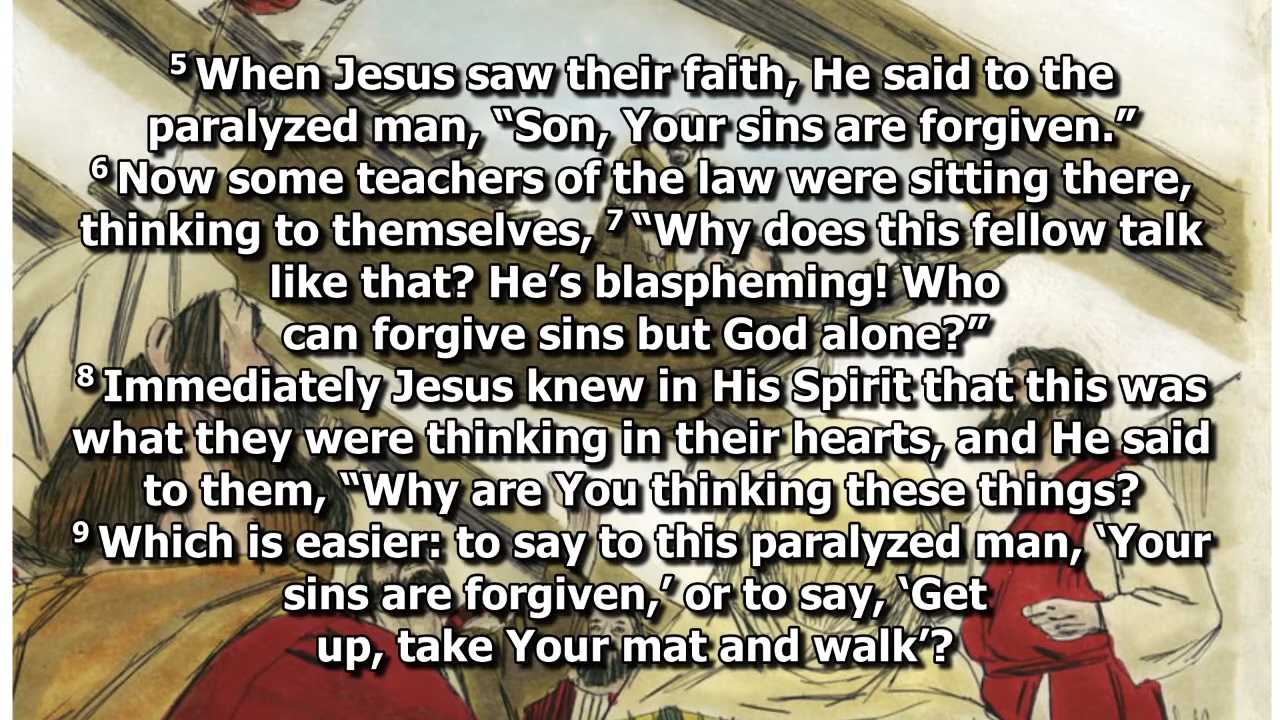 5 When Jesus saw their faith, He said to the
paralyzed man, “Son, Your sins are forgiven.”
6 Now some teachers of the law were sitting there,
thinking to themselves, 7 “Why does this fellow talk
like that? He’s blaspheming! Who
can forgive sins but God alone?”
8 Immediately Jesus knew in His Spirit that this was
what they were thinking in their hearts, and He said
to them, “Why are You thinking these things?
9 Which is easier: to say to this paralyzed man, ‘Your
sins are forgiven,’ or to say, ‘Get
up, take Your mat and walk’?